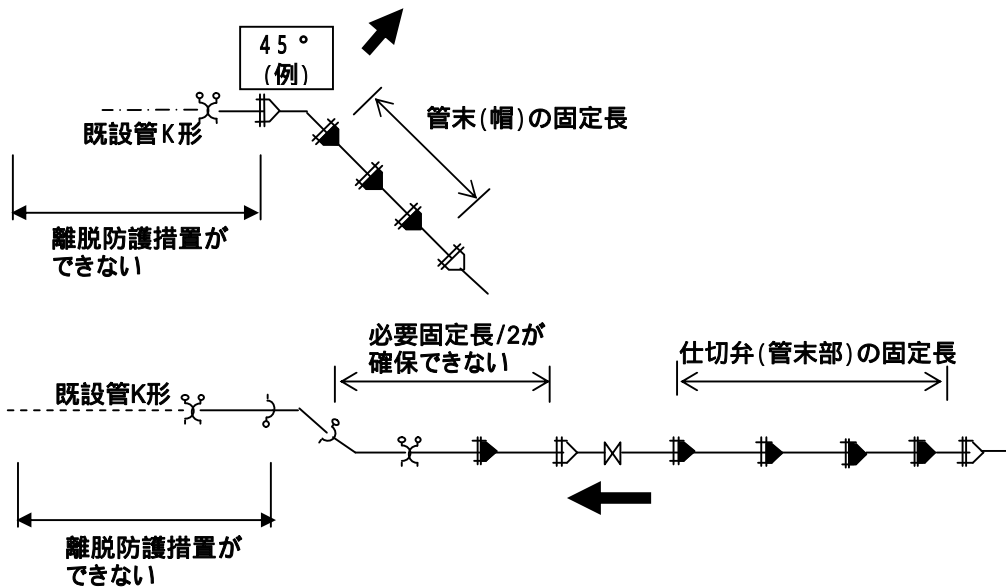 45°
(例)
管末(帽)の固定長
既設管K形
離脱防護措置が
できない
必要固定長/2が
確保できない
仕切弁(管末部)の固定長
既設管K形
離脱防護措置が
できない